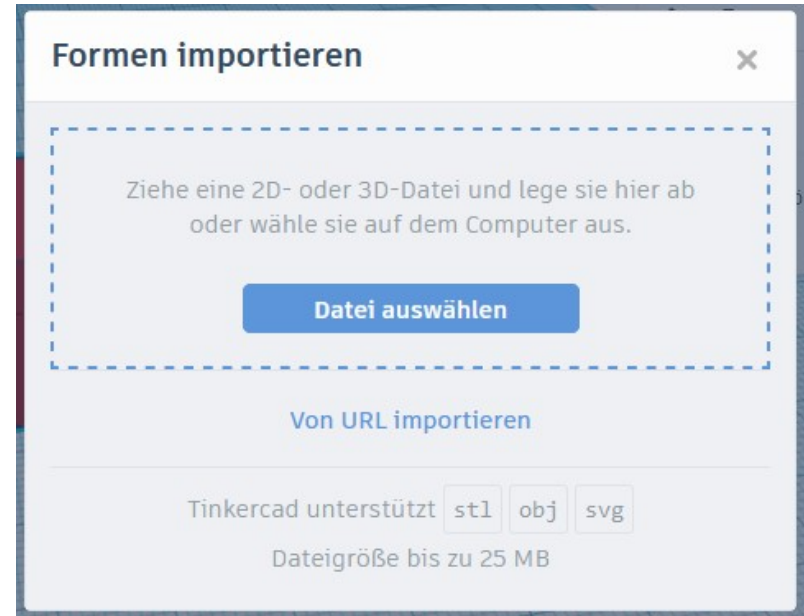 Formen importieren
Ziehe eine 2D- oder 3D-Datei und lege sie hier ab
oder wähle sie auf dem Computer aus.
Datei auswählen
Von URL importieren
Tinkercad unterstützt stl obj svg
Dateigröße bis zu 25 MB